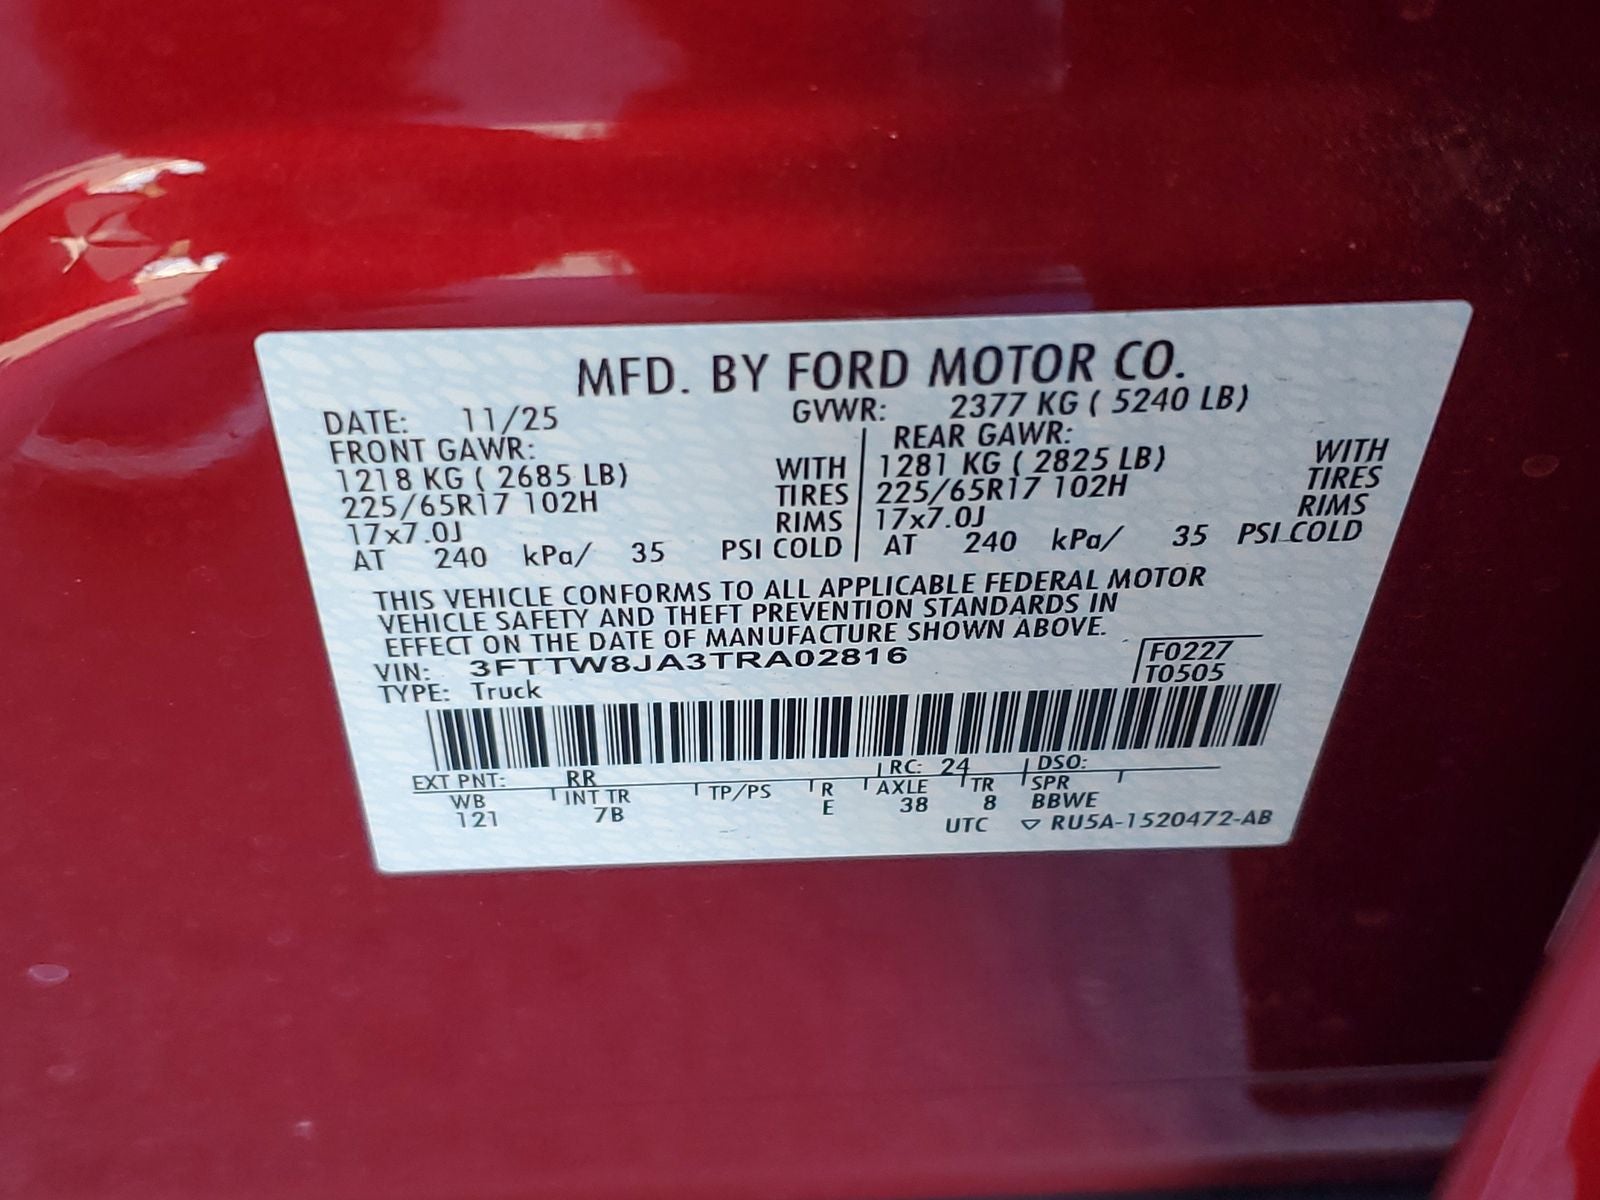 MFD. BY FORD MOTOR CO.
DATE: 11/25 GVWR: 2377 KG ( 5240 LB)
FRONT GAWR: REAR GAWR:
1218 KG ( 2685 LB) WITH 1281 KG ( 2825 LB) WITH
225/65R17 102H TIRES 225/65R17 102H TIRES
17x7.0J RIMS 17x7.0J RIMS
AT 240 kPa/ 35 PSI COLD AT 240 kPa/ 35 PSI COLD
THIS VEHICLE CONFORMS TO ALL APPLICABLE FEDERAL MOTOR
VEHICLE SAFETY AND THEFT PREVENTION STANDARDS IN
EFFECT ON THE DATE OF MANUFACTURE SHOWN ABOVE.
VIN: 3FTTW8JA3TRA02816 F0227
TYPE: Truck T0505
EXT PNT: RR RC: 24 DSO:
WB INT TR TP/PS R AXLE TR SPR
121 7B E 38 8 BBWE
UTC ▽ RU5A-1520472-AB